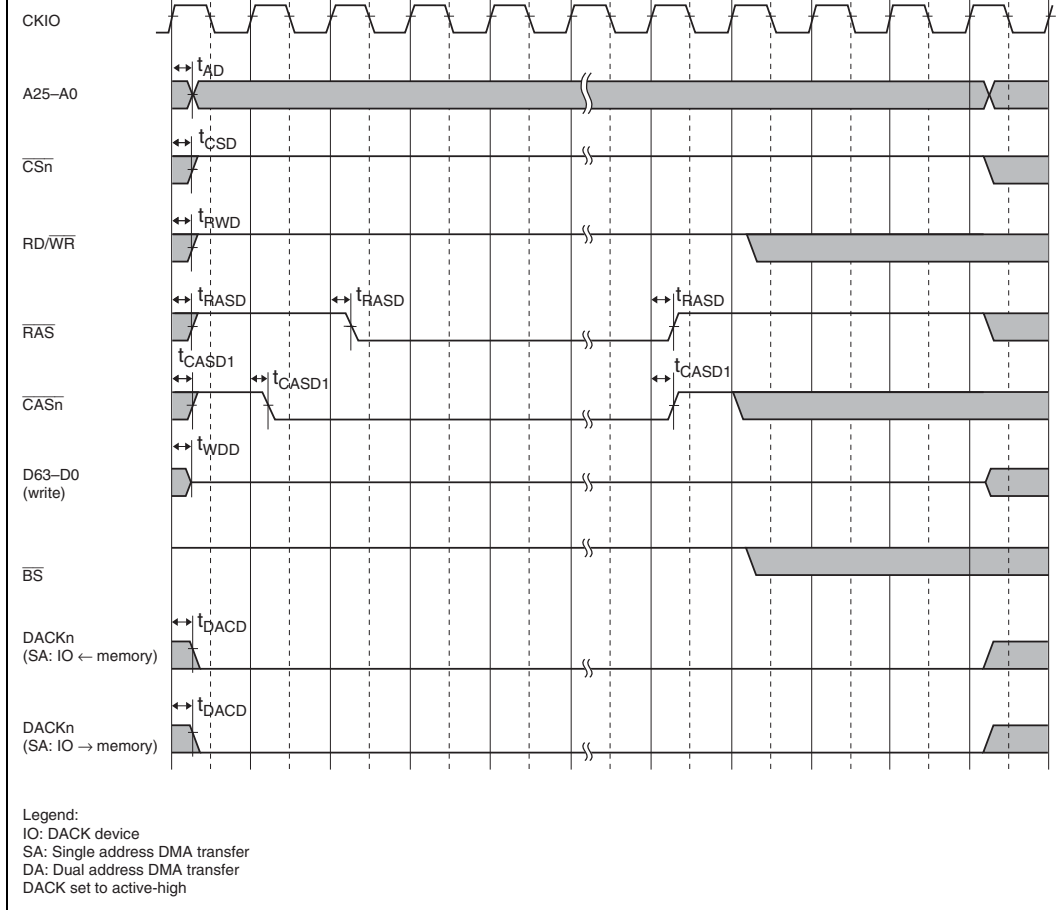 CKIO
tAD
A25–A0
tCSD
CSn
tRWD
RD/WR
tRASD tRASD tRASD
RAS
tCASD1 tCASD1 tCASD1
CASn
tWDD
D63–D0
(write)
BS
tDACD
DACKn
(SA: IO ← memory)
tDACD
DACKn
(SA: IO → memory)
Legend:
IO: DACK device
SA: Single address DMA transfer
DA: Dual address DMA transfer
DACK set to active-high